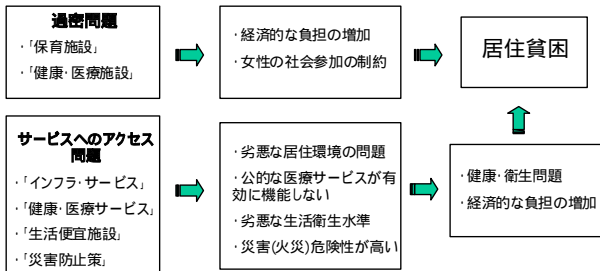 過密問題
・「保育施設」
・「健康・医療施設」
・経済的な負担の増加
・女性の社会参加の制約
居住貧困
サービスへのアクセス
問題
・「インフラ・サービス」
・「健康・医療サービス」
・「生活便宜施設」
・「災害防止策」
・劣悪な居住環境の問題
・公的な医療サービスが有
効に機能しない
・劣悪な生活衛生水準
・災害(火災)危険性が高い
・健康・衛生問題
・経済的な負担の増加